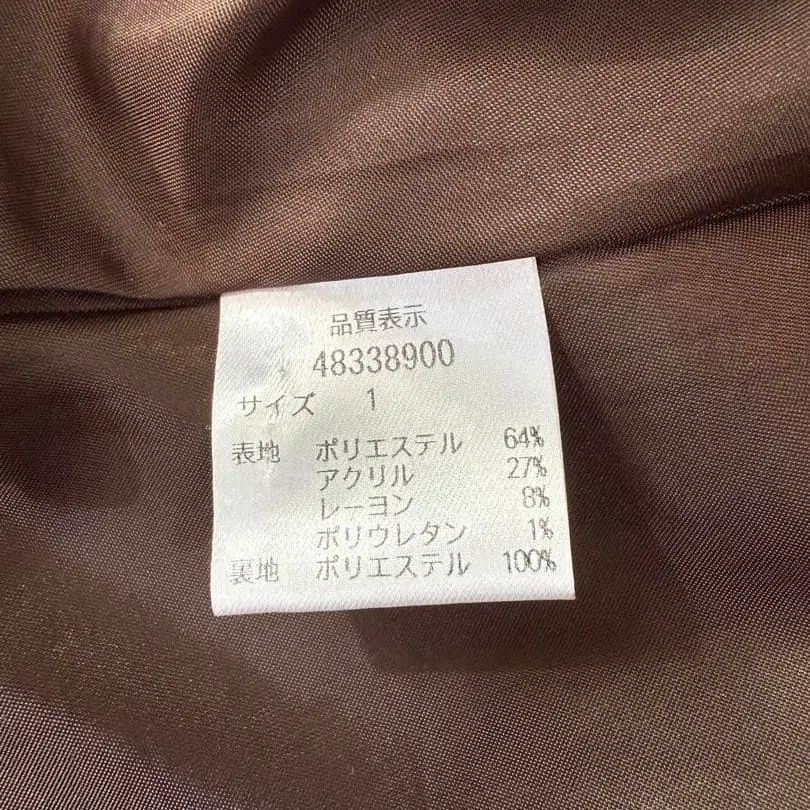 品質表示
48338900
サイズ 1
表地 ポリエステル 64%
アクリル 27%
レーヨン 8%
ポリウレタン 1%
裏地 ポリエステル 100%